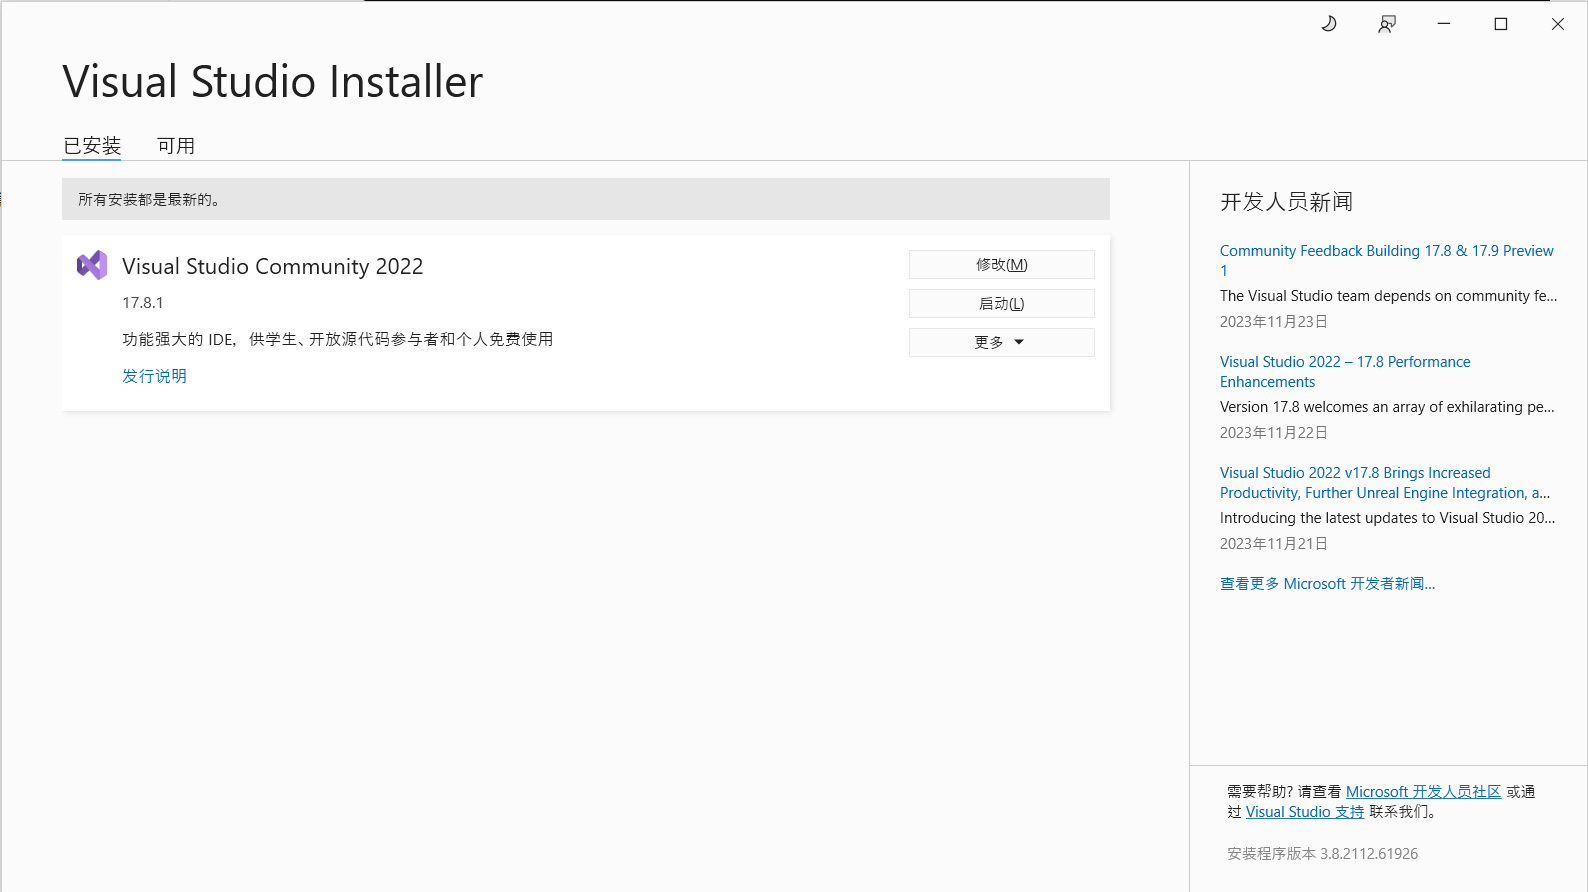 Visual Studio Installer
已安装
可用
所有安装都是最新的。
Visual Studio Community 2022
17.8.1
功能强大的 IDE，供学生、开放源代码参与者和个人免费使用
发行说明
修改(M)
启动(L)
更多
开发人员新闻
Community Feedback Building 17.8 & 17.9 Preview
1
The Visual Studio team depends on community fe...
2023年11月23日
Visual Studio 2022 – 17.8 Performance
Enhancements
Version 17.8 welcomes an array of exhilarating pe...
2023年11月22日
Visual Studio 2022 v17.8 Brings Increased
Productivity, Further Unreal Engine Integration, a...
Introducing the latest updates to Visual Studio 20...
2023年11月21日
查看更多 Microsoft 开发者新闻...
需要帮助? 请查看 Microsoft 开发人员社区 或通
过 Visual Studio 支持 联系我们。
安装程序版本 3.8.2112.61926